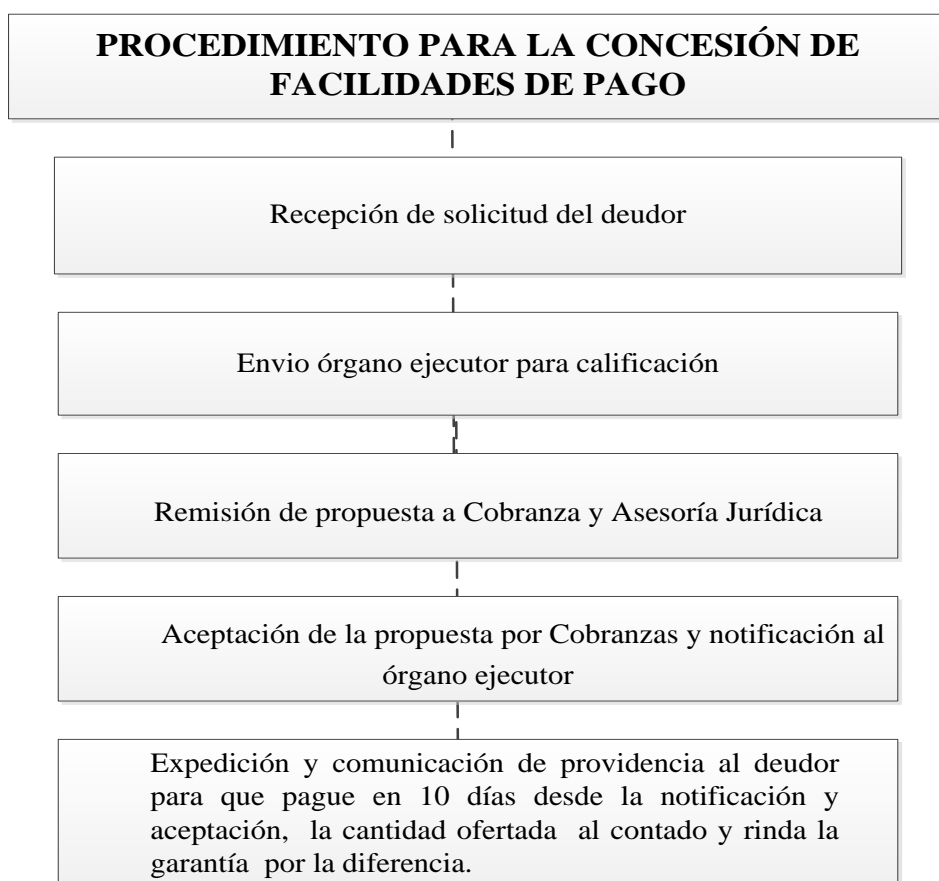 PROCEDIMIENTO PARA LA CONCESIÓN DE
FACILIDADES DE PAGO
Recepción de solicitud del deudor
Envio órgano ejecutor para calificación
Remisión de propuesta a Cobranza y Asesoría Jurídica
Aceptación de la propuesta por Cobranzas y notificación al
órgano ejecutor
Expedición y comunicación de providencia al deudor
para que pague en 10 días desde la notificación y
aceptación, la cantidad ofertada al contado y rinda la
garantía por la diferencia.